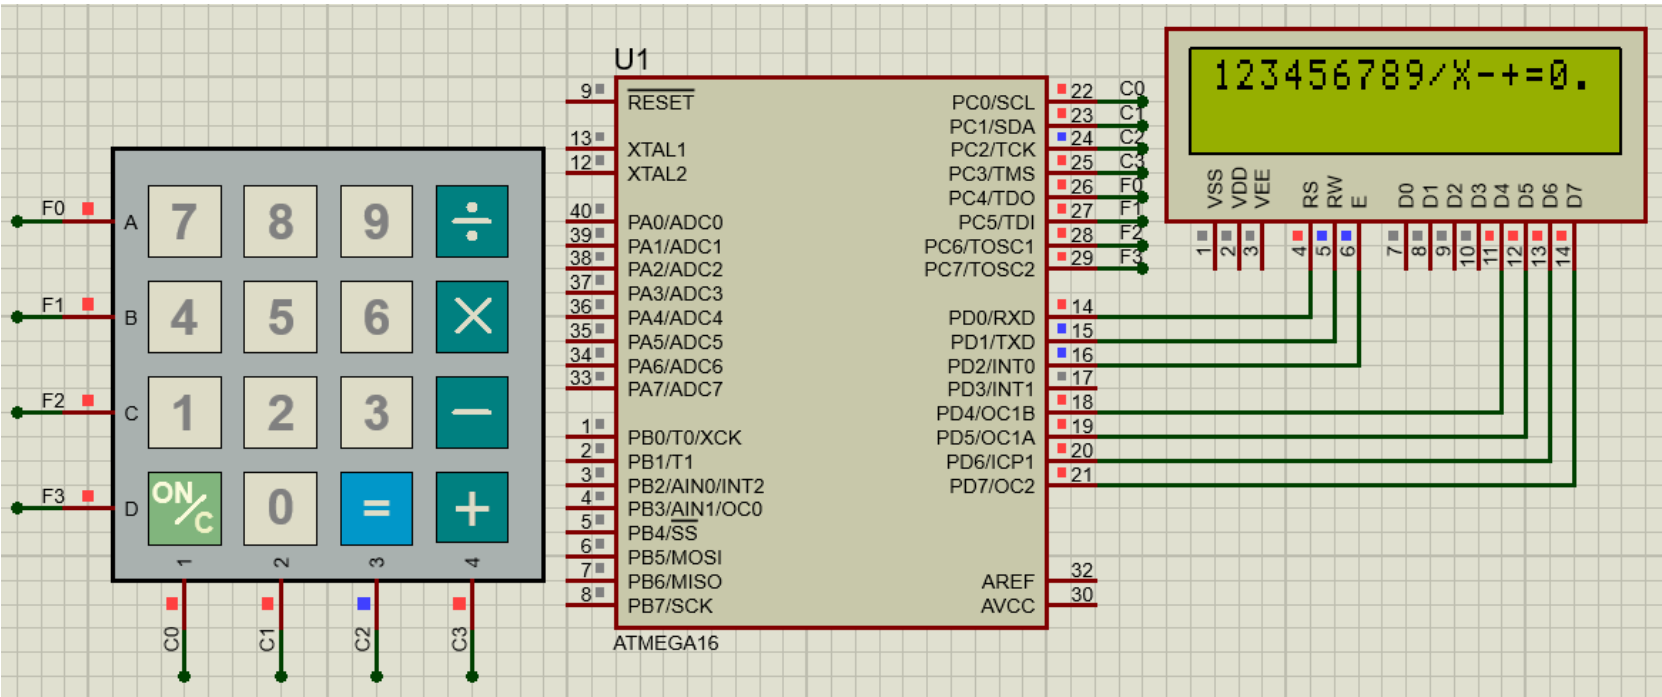 U1
123456789/X-+=0.
VSS
VDD
VEE
RS
RW
E
D0
D1
D2
D3
D4
D5
D6
D7
1
2
3
4
5
6
7
8
9
10
11
12
13
14
F0
F1
F2
F3
A
B
C
D
7 8 9 ÷
4 5 6 ×
1 2 3 −
ON/C 0 = +
1 2 3 4
C0 C1 C2 C3
9 RESET
13 XTAL1
12 XTAL2
40 PA0/ADC0
39 PA1/ADC1
38 PA2/ADC2
37 PA3/ADC3
36 PA4/ADC4
35 PA5/ADC5
34 PA6/ADC6
33 PA7/ADC7
1 PB0/T0/XCK
2 PB1/T1
3 PB2/AIN0/INT2
4 PB3/AIN1/OC0
5 PB4/SS
6 PB5/MOSI
7 PB6/MISO
8 PB7/SCK
PC0/SCL 22 C0
PC1/SDA 23 C1
PC2/TCK 24 C2
PC3/TMS 25 C3
PC4/TDO 26 F0
PC5/TDI 27 F1
PC6/TOSC1 28 F2
PC7/TOSC2 29 F3
PD0/RXD 14
PD1/TXD 15
PD2/INT0 16
PD3/INT1 17
PD4/OC1B 18
PD5/OC1A 19
PD6/ICP1 20
PD7/OC2 21
AREF 32
AVCC 30
ATMEGA16